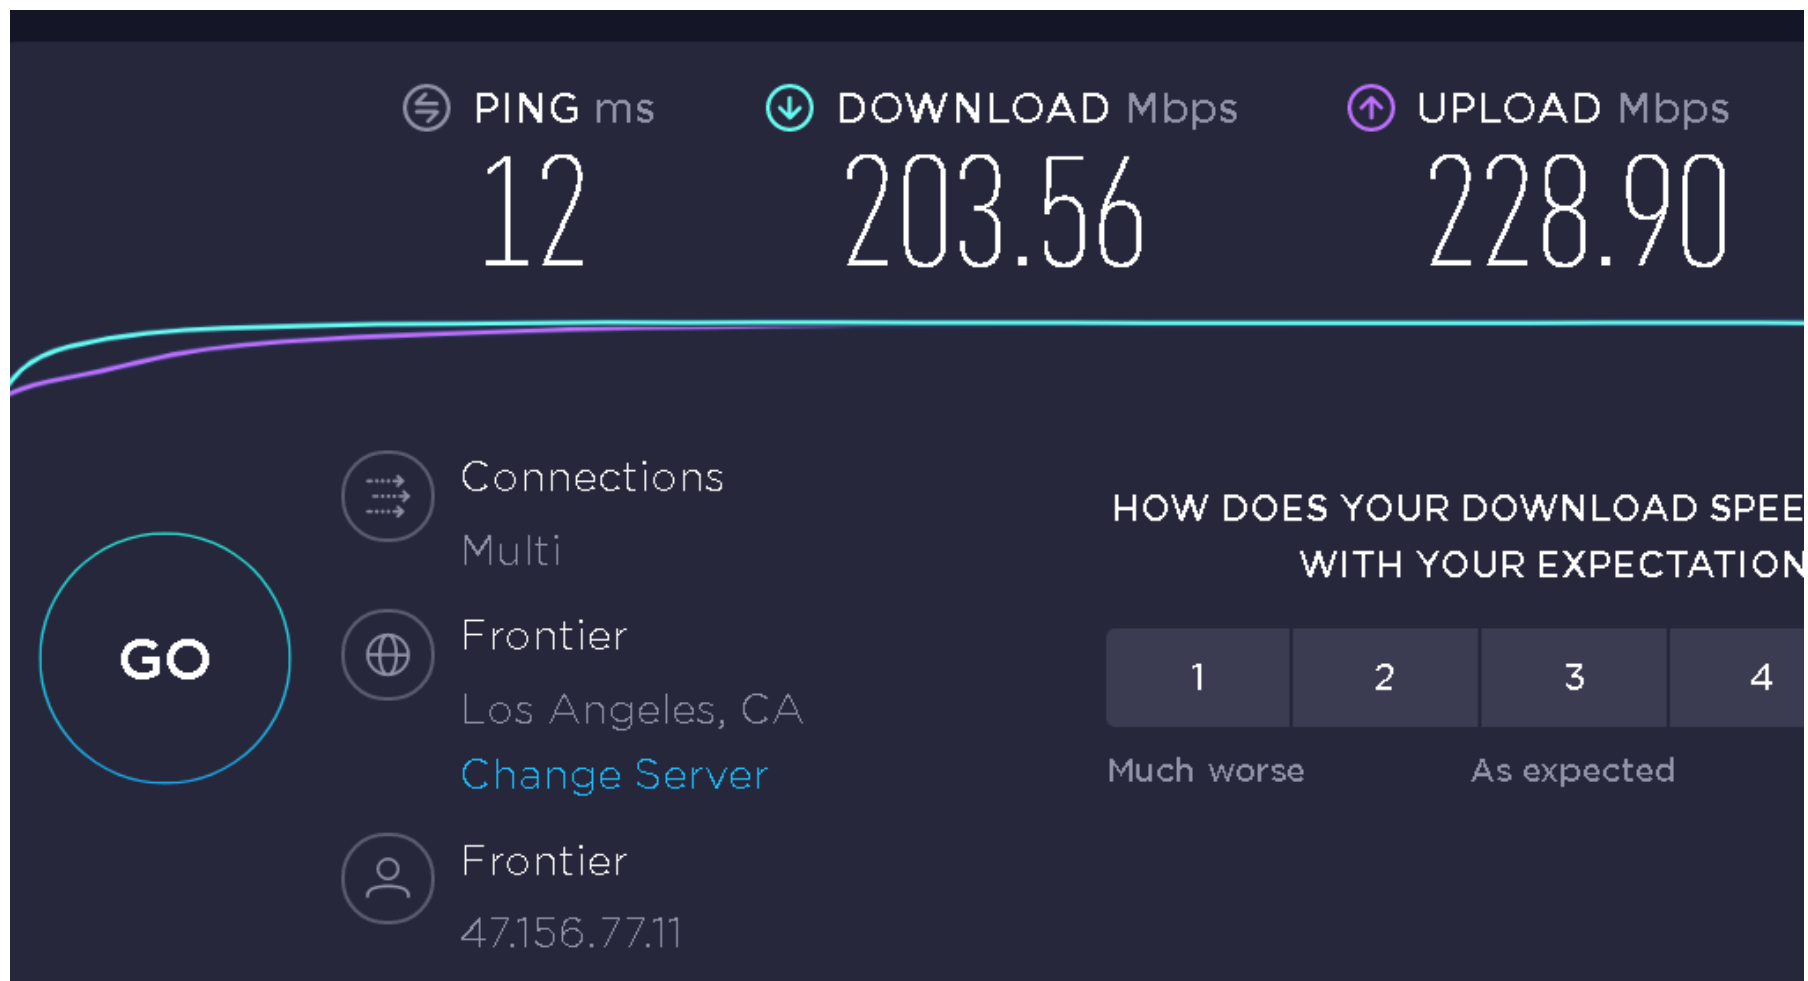 PING ms
DOWNLOAD Mbps
UPLOAD Mbps
12
203.56
228.90
Connections
Multi
HOW DOES YOUR DOWNLOAD SPEE
WITH YOUR EXPECTATION
GO
Frontier
Los Angeles, CA
Change Server
1
2
3
4
Much worse
As expected
Frontier
47.156.77.11